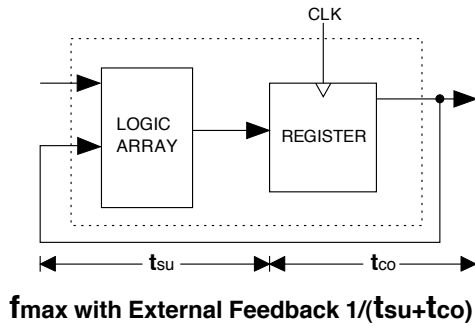 CLK
LOGIC
ARRAY
REGISTER
tsu
tco
fmax with External Feedback 1/(tsu+tco)